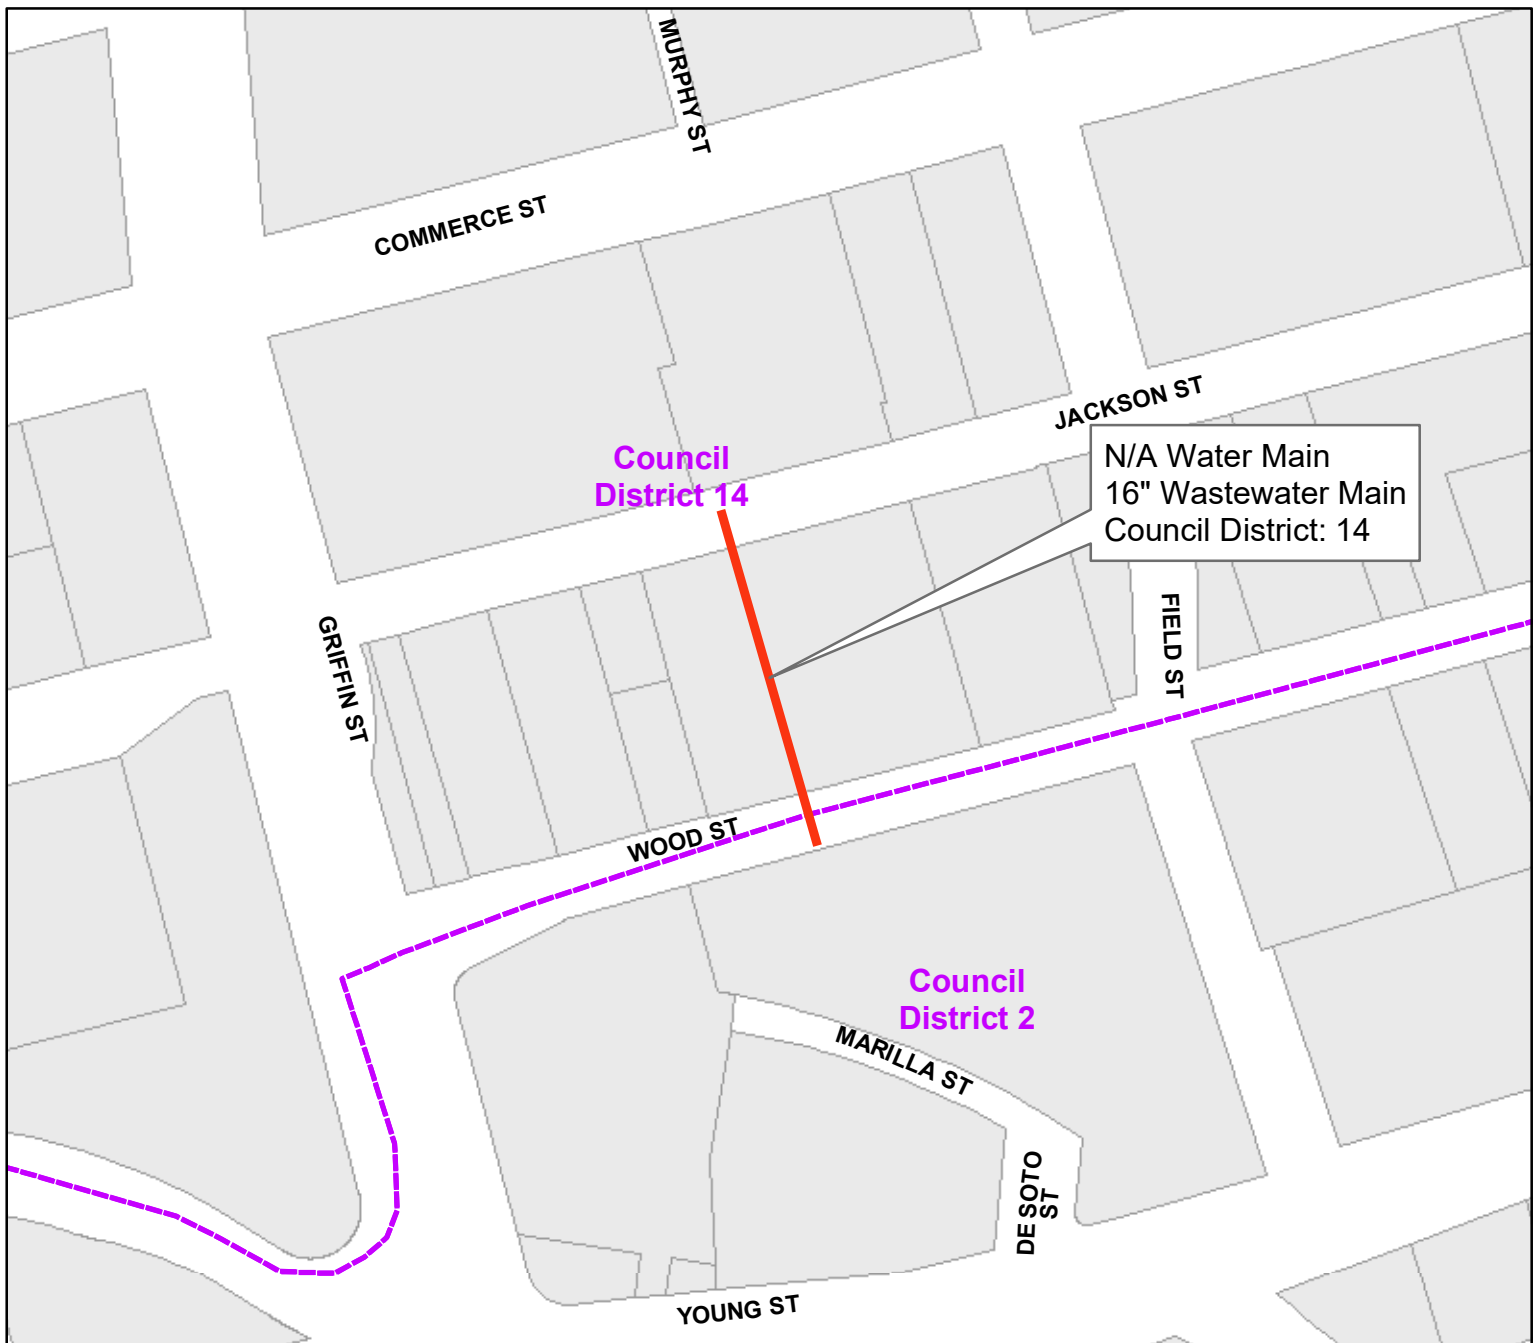 MURPHY ST
COMMERCE ST
JACKSON ST
Council
District 14
N/A Water Main
16" Wastewater Main
Council District: 14
GRIFFIN ST
FIELD ST
WOOD ST
Council
District 2
MARILLA ST
DE SOTO
ST
YOUNG ST